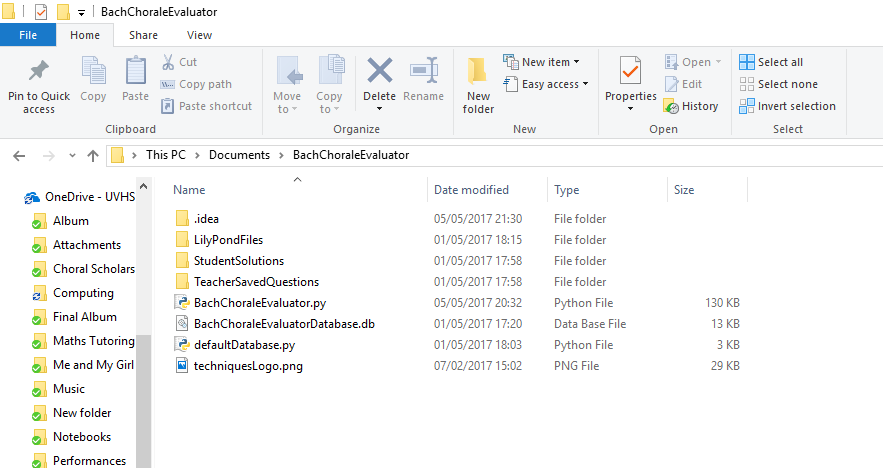 BachChoraleEvaluator
File Home Share View
Pin to Quick access
Copy
Paste
Cut
Copy path
Paste shortcut
Clipboard
Move to
Copy to
Delete
Rename
Organize
New folder
New item
Easy access
New
Properties
Open
Edit
History
Open
Select all
Select none
Invert selection
Select
This PC > Documents > BachChoraleEvaluator
OneDrive - UVHS
Album
Attachments
Choral Scholars
Computing
Final Album
Maths Tutoring
Me and My Girl
Music
New folder
Notebooks
Performances
Name Date modified Type Size
.idea 05/05/2017 21:30 File folder
LilyPondFiles 01/05/2017 18:15 File folder
StudentSolutions 01/05/2017 17:58 File folder
TeacherSavedQuestions 01/05/2017 17:58 File folder
BachChoraleEvaluator.py 05/05/2017 20:32 Python File 130 KB
BachChoraleEvaluatorDatabase.db 01/05/2017 17:20 Data Base File 13 KB
defaultDatabase.py 01/05/2017 18:03 Python File 3 KB
techniquesLogo.png 07/02/2017 15:02 PNG File 29 KB